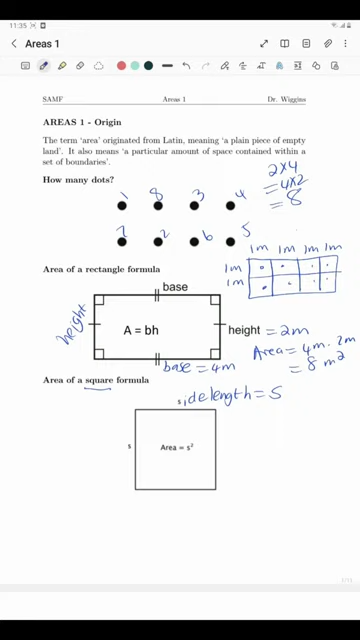 11:35
Areas 1
SAMF Areas 1 Dr. Wiggins
AREAS 1 - Origin
The term 'area' originated from Latin, meaning 'a plain piece of empty
land'. It also means 'a particular amount of space contained within a
set of boundaries'.
2x4
=4x2
=8
How many dots?
1 8 3 4
7 2 6 5
1m 1m 1m 1m
1m
1m
Area of a rectangle formula
base
height
A = bh
height = 2m
base = 4m
Area = 4m . 2m
= 8 m²
Area of a square formula
s, de length = S
s
Area = s²